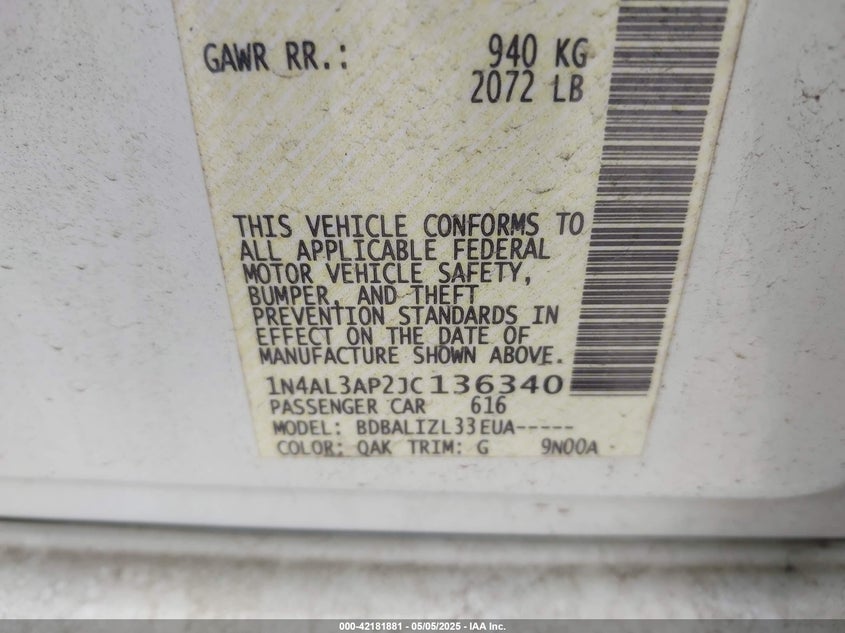 GAWR RR.: 940 KG
2072 LB
THIS VEHICLE CONFORMS TO
ALL APPLICABLE FEDERAL
MOTOR VEHICLE SAFETY,
BUMPER, AND THEFT
PREVENTION STANDARDS IN
EFFECT ON THE DATE OF
MANUFACTURE SHOWN ABOVE.
1N4AL3AP2JC136340
PASSENGER CAR 616
MODEL: BDBALIZL33EUA-----
COLOR: QAK TRIM: G 9N00A
000-42181881 - 05/05/2025 - IAA Inc.